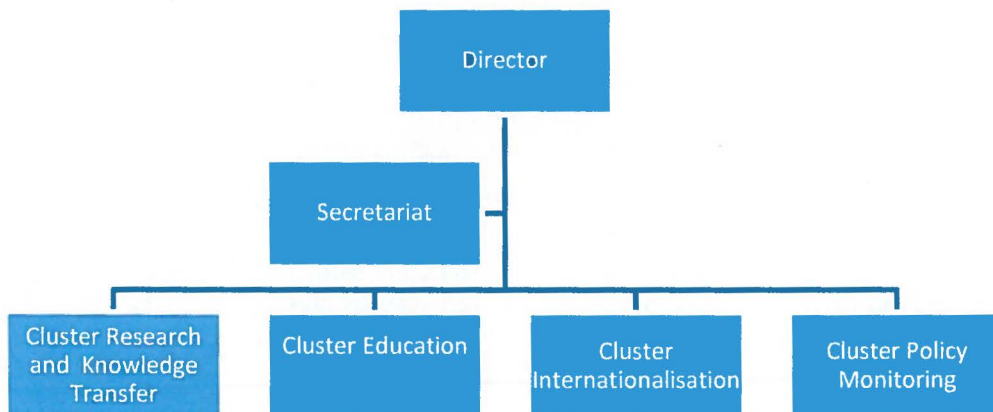 Director
Secretariat
Cluster Research
and Knowledge
Transfer
Cluster Education
Cluster
Internationalisation
Cluster Policy
Monitoring